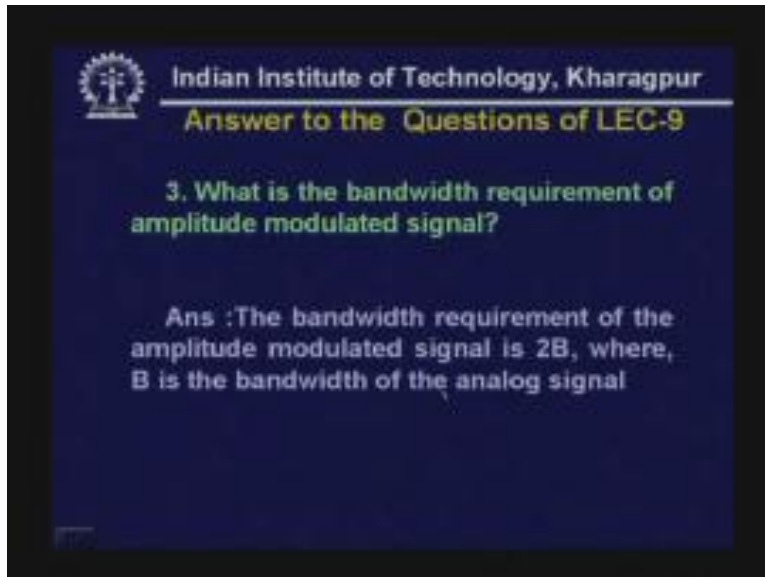 Indian Institute of Technology, Kharagpur
Answer to the Questions of LEC-9
3. What is the bandwidth requirement of
amplitude modulated signal?
Ans :The bandwidth requirement of the
amplitude modulated signal is 2B, where,
B is the bandwidth of the analog signal